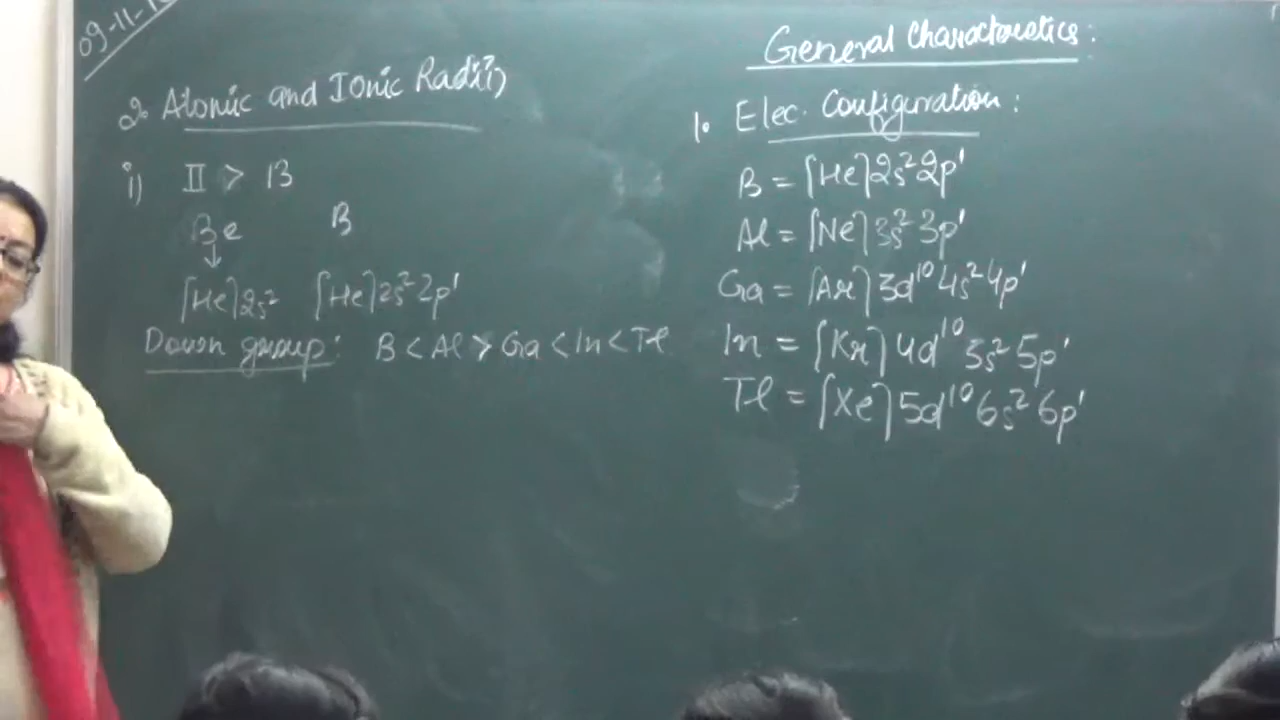 09-11-1
2. Atomic and Ionic Radii
i) II > 13
Be B
↓
[He]2s² [He]2s²2p¹
Down group: B < Al > Ga < In < Tl
General Characteristics:
1. Elec. Configuration:
B = [He]2s²2p¹
Al = [Ne]3s²3p¹
Ga = [Ar]3d¹⁰4s²4p¹
In = [Kr]4d¹⁰5s²5p¹
Tl = [Xe]5d¹⁰6s²6p¹